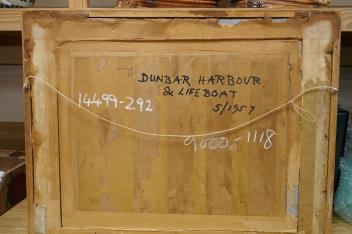 DUNBAR HARBOUR
& LIFEBOAT
5/1957
14499-292
9000-1118